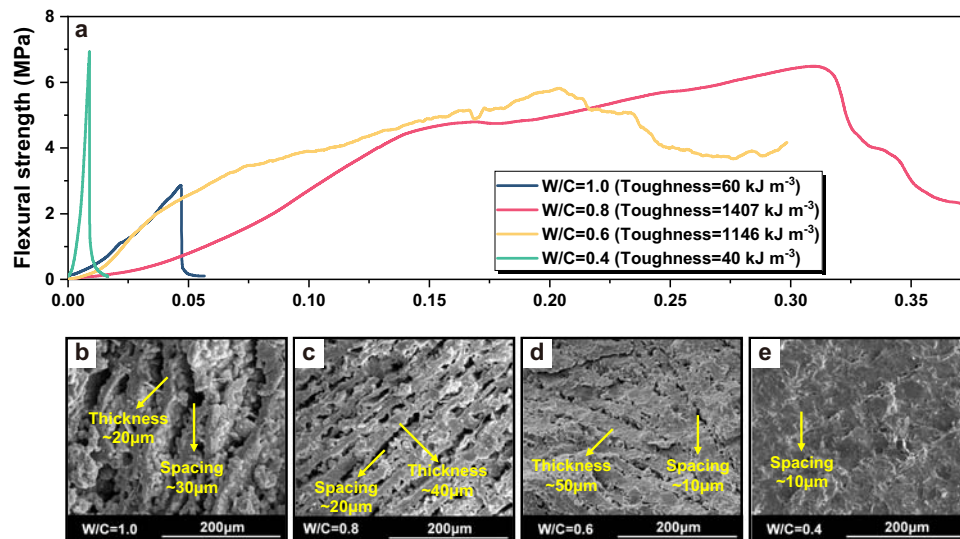 a
8
6
4
2
0
Flexural strength (MPa)
W/C=1.0 (Toughness=60 kJ m⁻³)
W/C=0.8 (Toughness=1407 kJ m⁻³)
W/C=0.6 (Toughness=1146 kJ m⁻³)
W/C=0.4 (Toughness=40 kJ m⁻³)
0.00 0.05 0.10 0.15 0.20 0.25 0.30 0.35
b
Thickness
~20μm
Spacing
~30μm
W/C=1.0 200μm
c
Spacing
~20μm
Thickness
~40μm
W/C=0.8 200μm
d
Thickness
~50μm
Spacing
~10μm
W/C=0.6 200μm
e
Spacing
~10μm
W/C=0.4 200μm